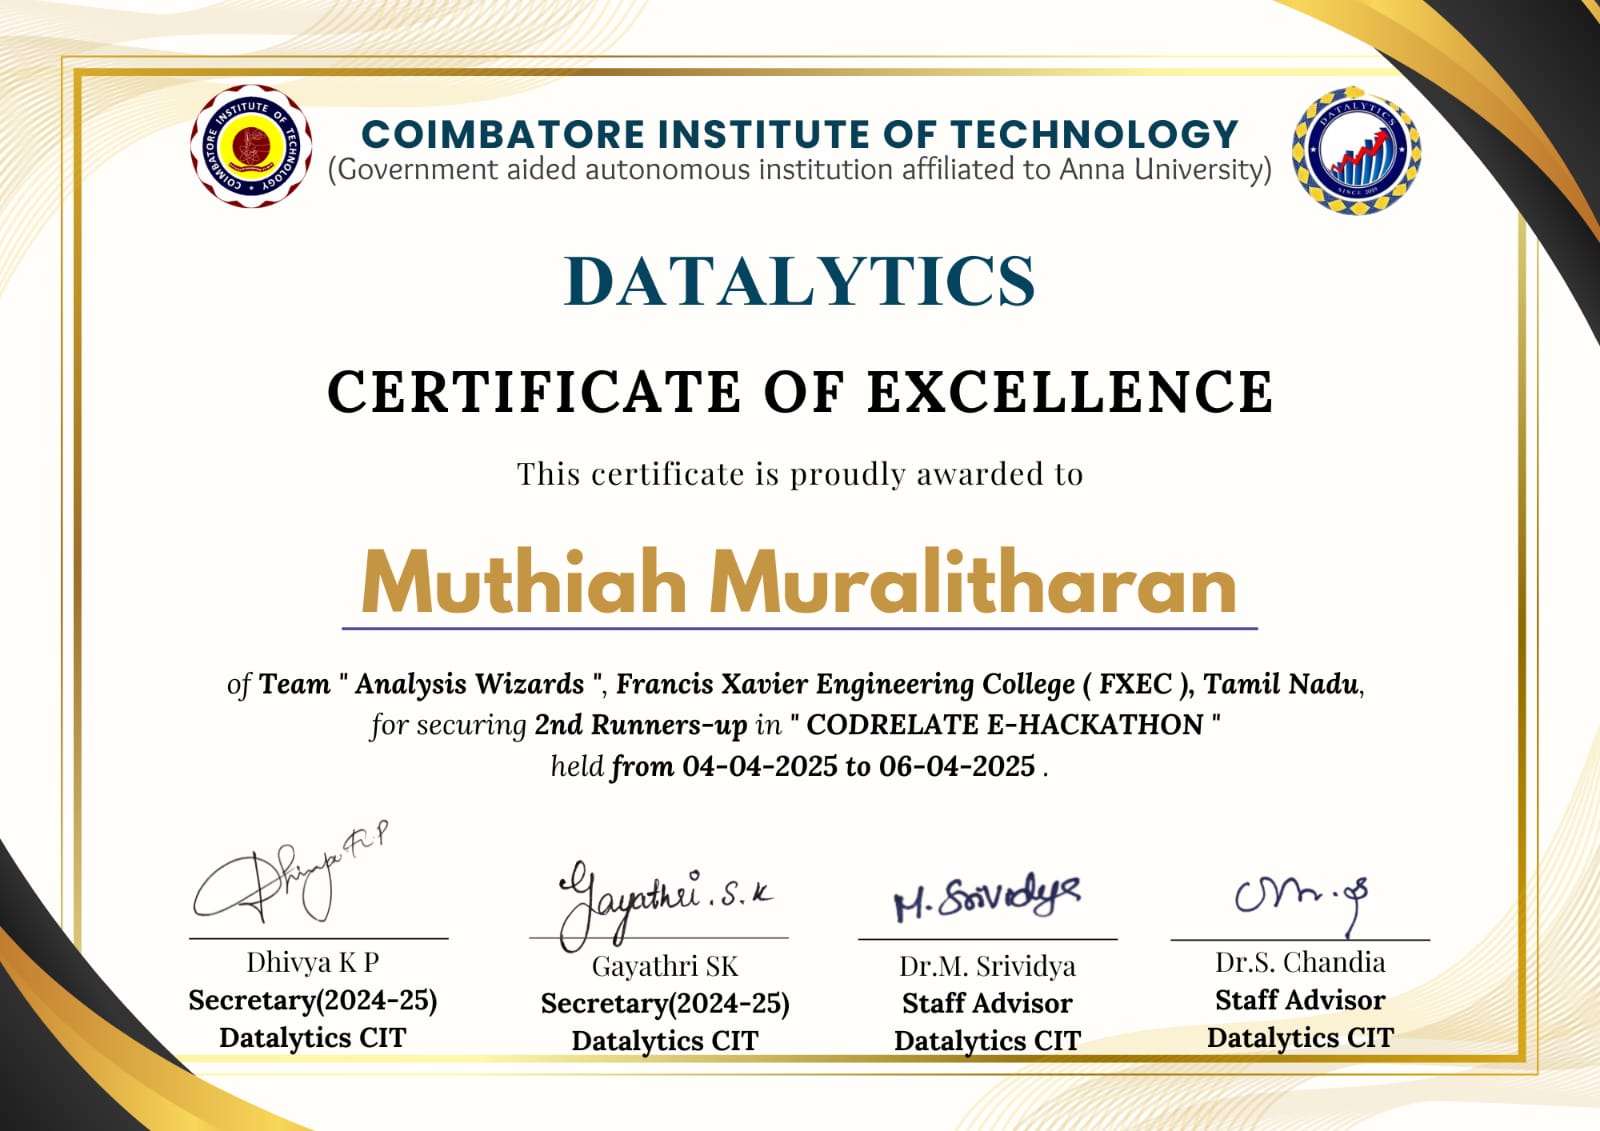 COIMBATORE INSTITUTE OF TECHNOLOGY
COIMBATORE INSTITUTE OF TECHNOLOGY
(Government aided autonomous institution affiliated to Anna University)
DATALYTICS
SINCE 2019
DATALYTICS
CERTIFICATE OF EXCELLENCE
This certificate is proudly awarded to
Muthiah Muralitharan
of Team " Analysis Wizards ", Francis Xavier Engineering College ( FXEC ), Tamil Nadu,
for securing 2nd Runners-up in " CODRELATE E-HACKATHON "
held from 04-04-2025 to 06-04-2025 .
Dhivya K P
Gayathri . S . K
M. Srividya
Dhivya K P
Secretary(2024-25)
Datalytics CIT
Gayathri SK
Secretary(2024-25)
Datalytics CIT
Dr.M. Srividya
Staff Advisor
Datalytics CIT
Dr.S. Chandia
Staff Advisor
Datalytics CIT